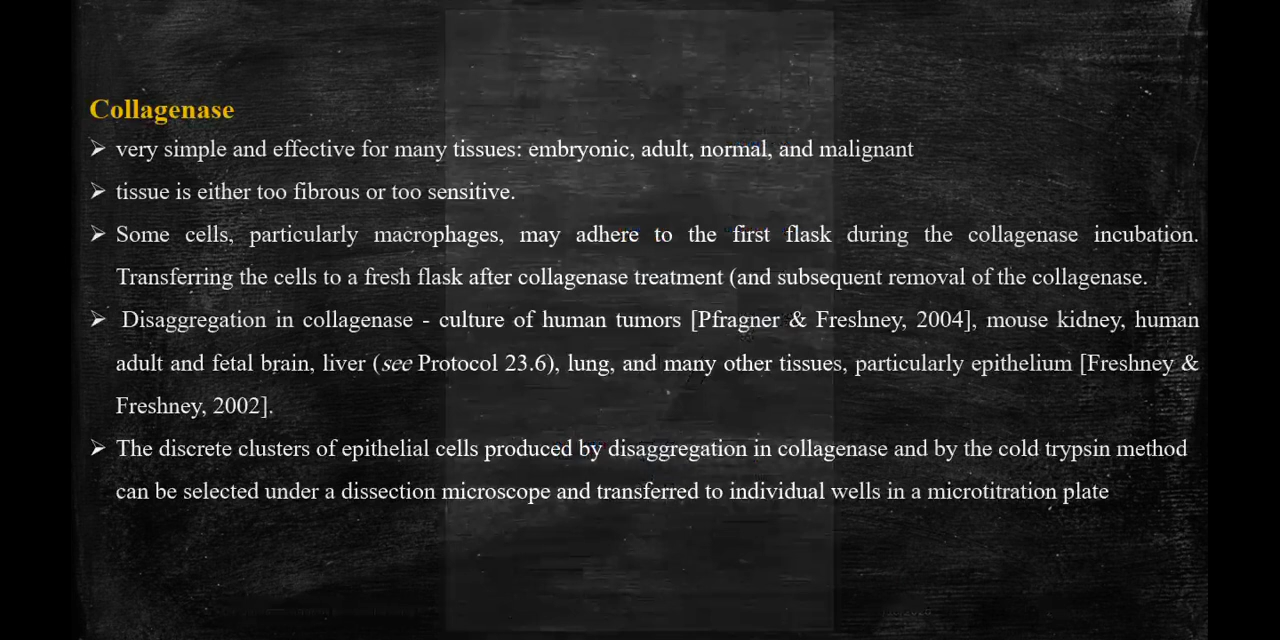 Collagenase
➢ very simple and effective for many tissues: embryonic, adult, normal, and malignant
➢ tissue is either too fibrous or too sensitive.
➢ Some cells, particularly macrophages, may adhere to the first flask during the collagenase incubation.
Transferring the cells to a fresh flask after collagenase treatment (and subsequent removal of the collagenase.
➢ Disaggregation in collagenase - culture of human tumors [Pfragner & Freshney, 2004], mouse kidney, human
adult and fetal brain, liver (see Protocol 23.6), lung, and many other tissues, particularly epithelium [Freshney &
Freshney, 2002].
➢ The discrete clusters of epithelial cells produced by disaggregation in collagenase and by the cold trypsin method
can be selected under a dissection microscope and transferred to individual wells in a microtitration plate